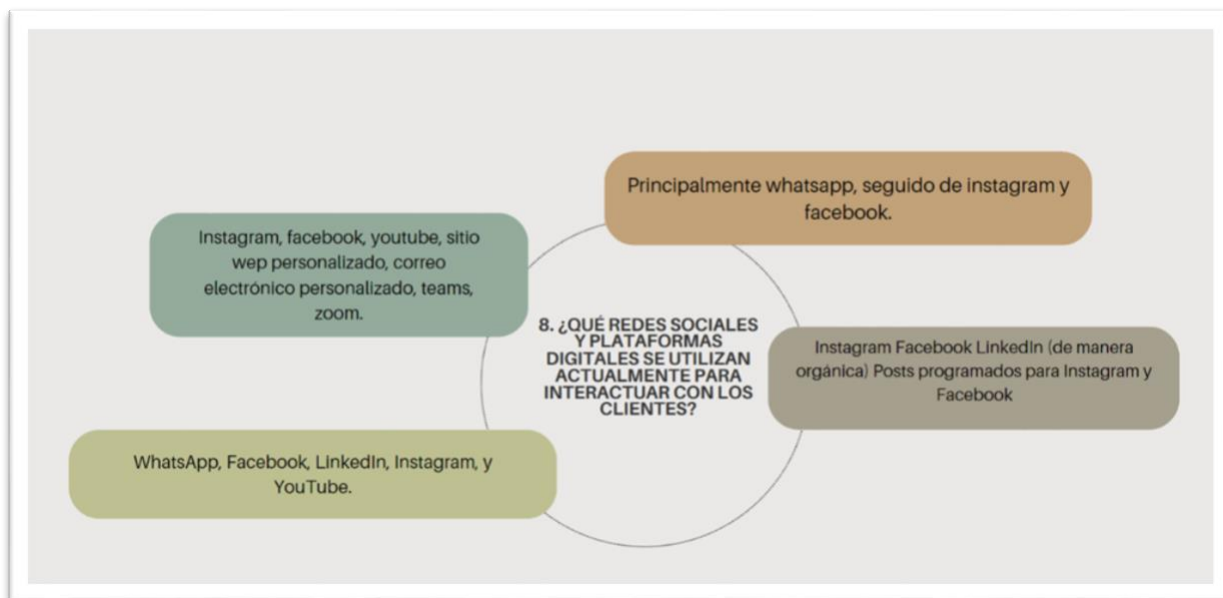 Principalmente whatsapp, seguido de instagram y
facebook.
Instagram, facebook, youtube, sitio
wep personalizado, correo
electrónico personalizado, teams,
zoom.
8. ¿QUÉ REDES SOCIALES
Y PLATAFORMAS
DIGITALES SE UTILIZAN
ACTUALMENTE PARA
INTERACTUAR CON LOS
CLIENTES?
Instagram Facebook LinkedIn (de manera
orgánica) Posts programados para Instagram y
Facebook
WhatsApp, Facebook, LinkedIn, Instagram, y
YouTube.